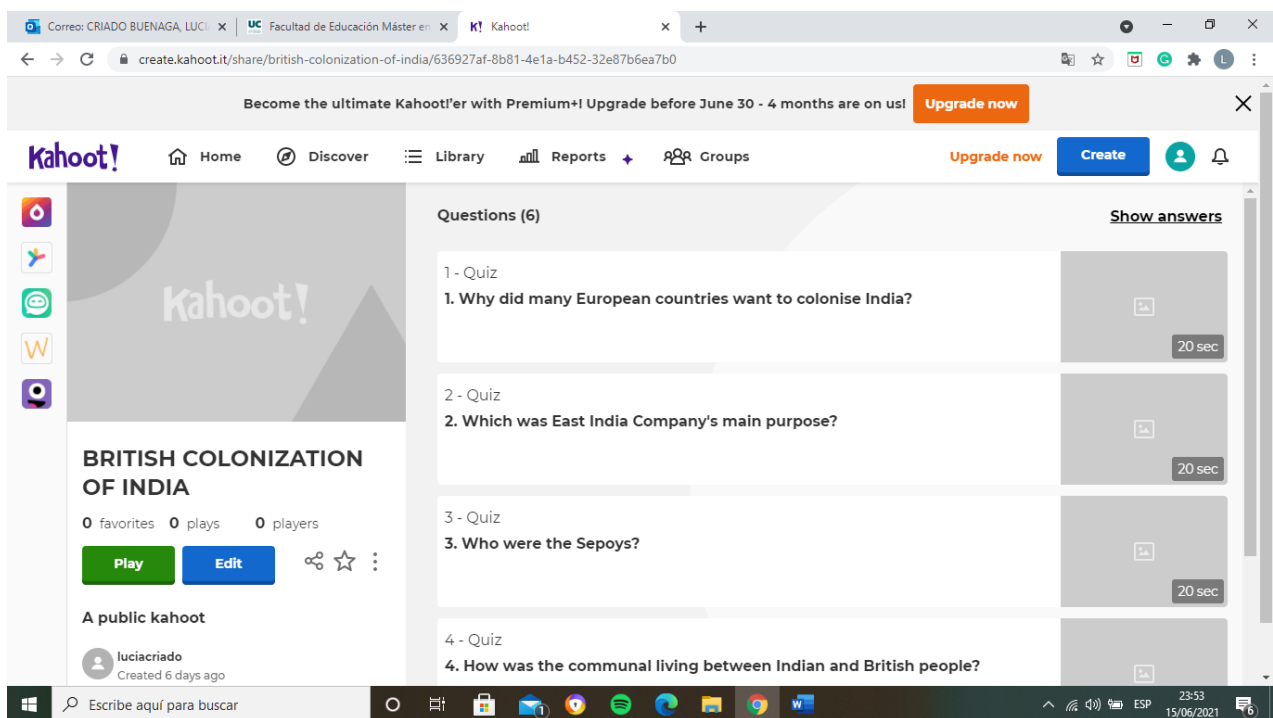 Correo: CRIADO BUENAGA, LUCI
UC Facultad de Educación Máster en
K! Kahoot!
create.kahoot.it/share/british-colonization-of-india/636927af-8b81-4e1a-b452-32e87b6ea7b0
Become the ultimate Kahoot!'er with Premium+! Upgrade before June 30 - 4 months are on us!
Upgrade now
Kahoot!
Home
Discover
Library
Reports
Groups
Upgrade now
Create
Kahoot!
BRITISH COLONIZATION
OF INDIA
0 favorites 0 plays 0 players
Play
Edit
A public kahoot
luciacriado
Created 6 days ago
Questions (6)
Show answers
1 - Quiz
1. Why did many European countries want to colonise India?
20 sec
2 - Quiz
2. Which was East India Company's main purpose?
20 sec
3 - Quiz
3. Who were the Sepoys?
20 sec
4 - Quiz
4. How was the communal living between Indian and British people?
Escribe aquí para buscar
ESP
23:53
15/06/2021
6